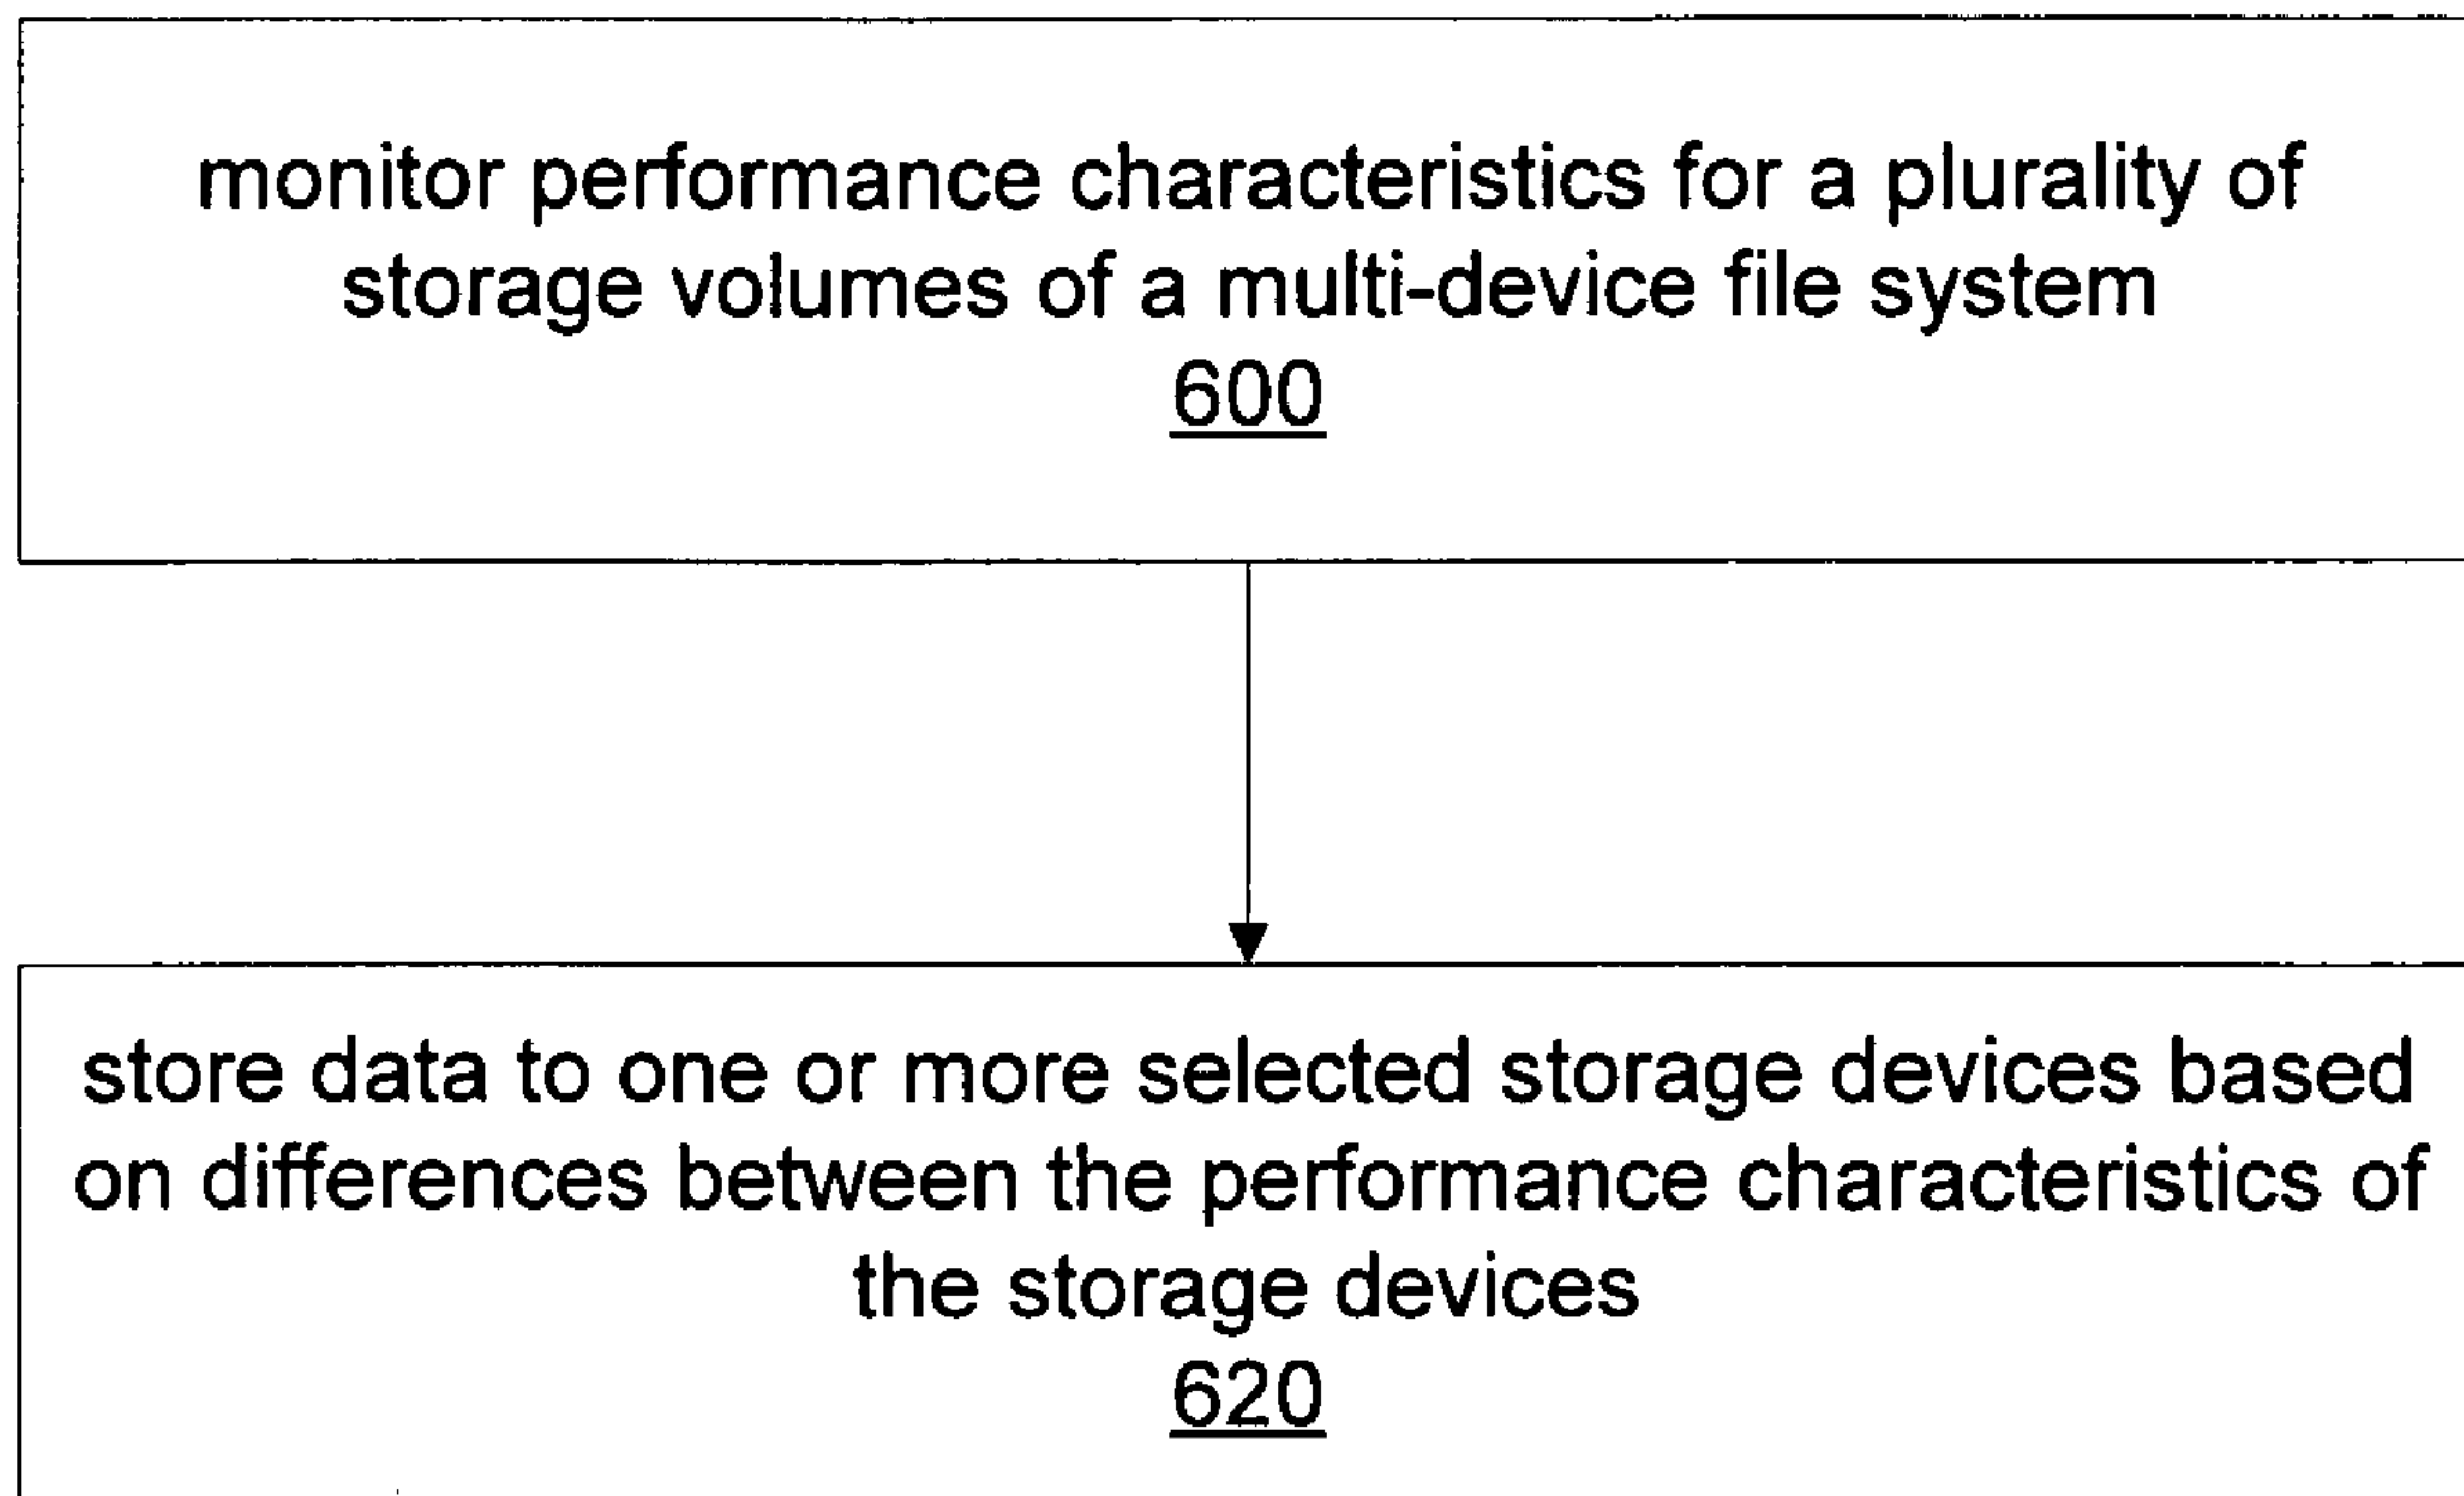 monitor performance characteristics for a plurality of
storage volumes of a multi-device file system
600
store data to one or more selected storage devices based
on differences between the performance characteristics of
the storage devices
620